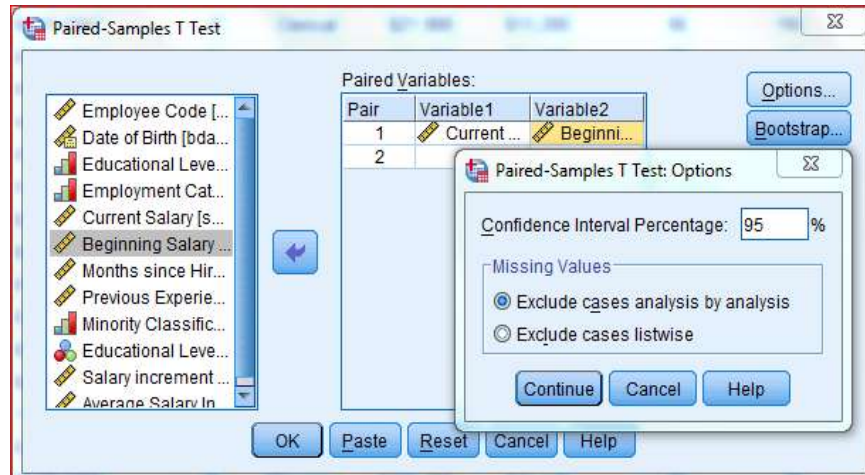 Paired-Samples T Test
Clerical
Employee Code [...
Date of Birth [bda...
Educational Leve...
Employment Cat...
Current Salary [s...
Beginning Salary ...
Months since Hir...
Previous Experie...
Minority Classific...
Educational Leve...
Salary increment ...
Average Salary In
Paired Variables:
Pair Variable1 Variable2
1 Current ... Beginni...
2
Options...
Bootstrap...
Paired-Samples T Test: Options
Confidence Interval Percentage: 95 %
Missing Values
Exclude cases analysis by analysis
Exclude cases listwise
Continue Cancel Help
OK Paste Reset Cancel Help